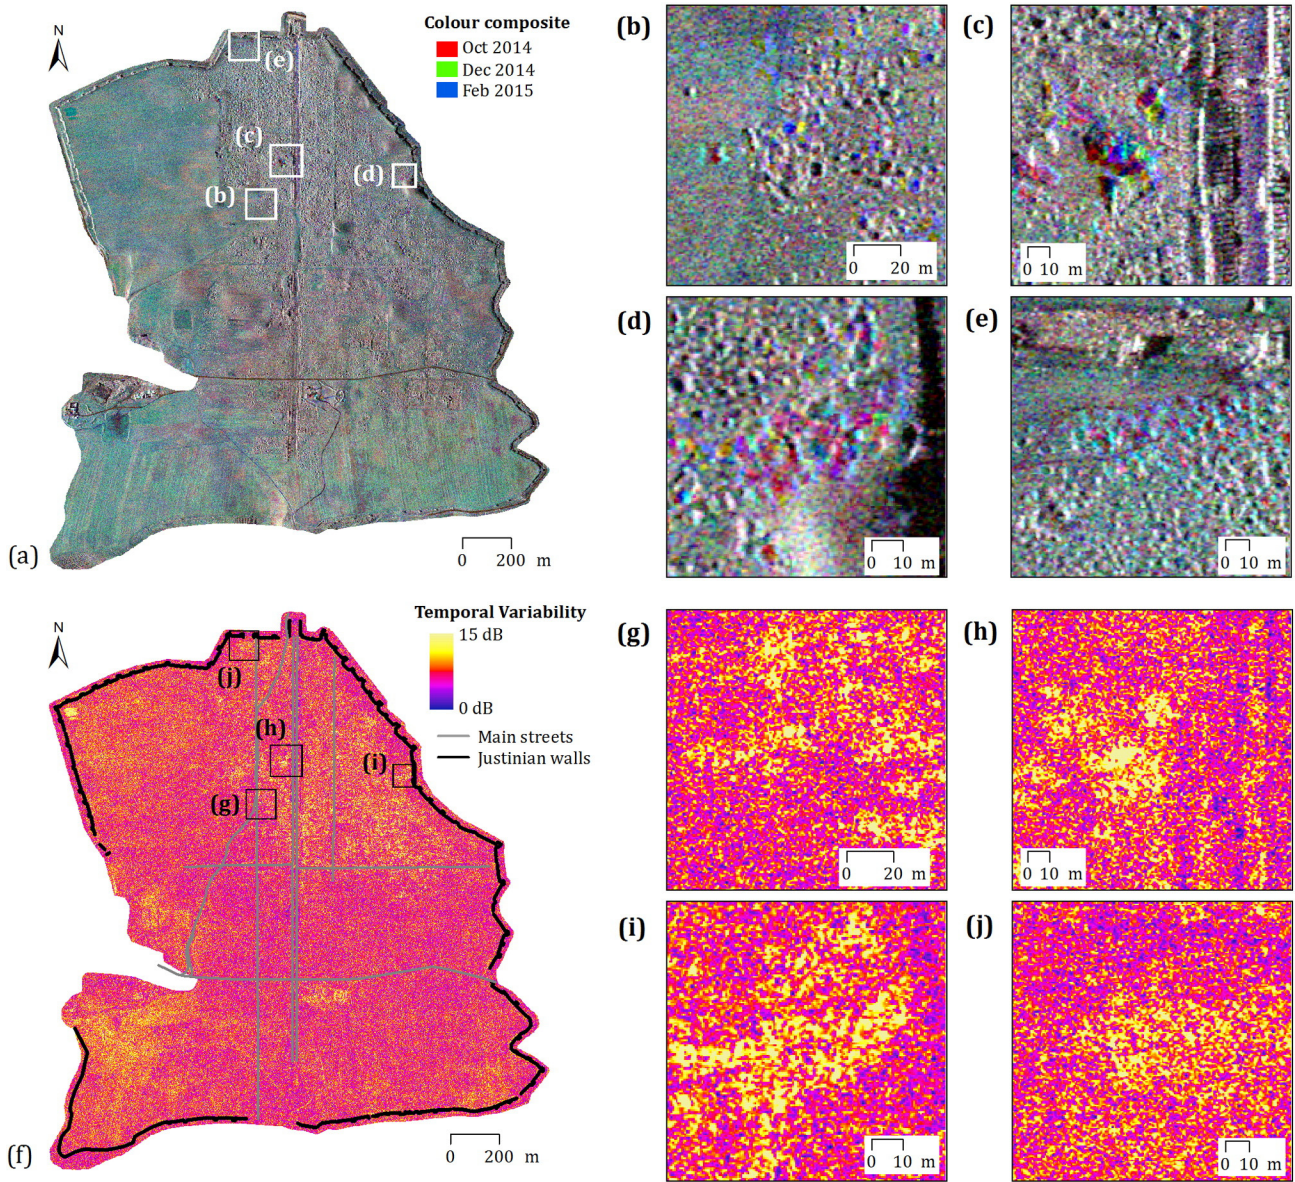 N
Colour composite
Oct 2014
Dec 2014
Feb 2015
(e)
(c)
(d)
(b)
0 200 m
(a)
(b)
0 20 m
(c)
0 10 m
(d)
0 10 m
(e)
0 10 m
N
Temporal Variability
15 dB
0 dB
Main streets
Justinian walls
(j)
(h)
(i)
(g)
0 200 m
(f)
(g)
0 20 m
(h)
0 10 m
(i)
0 10 m
(j)
0 10 m